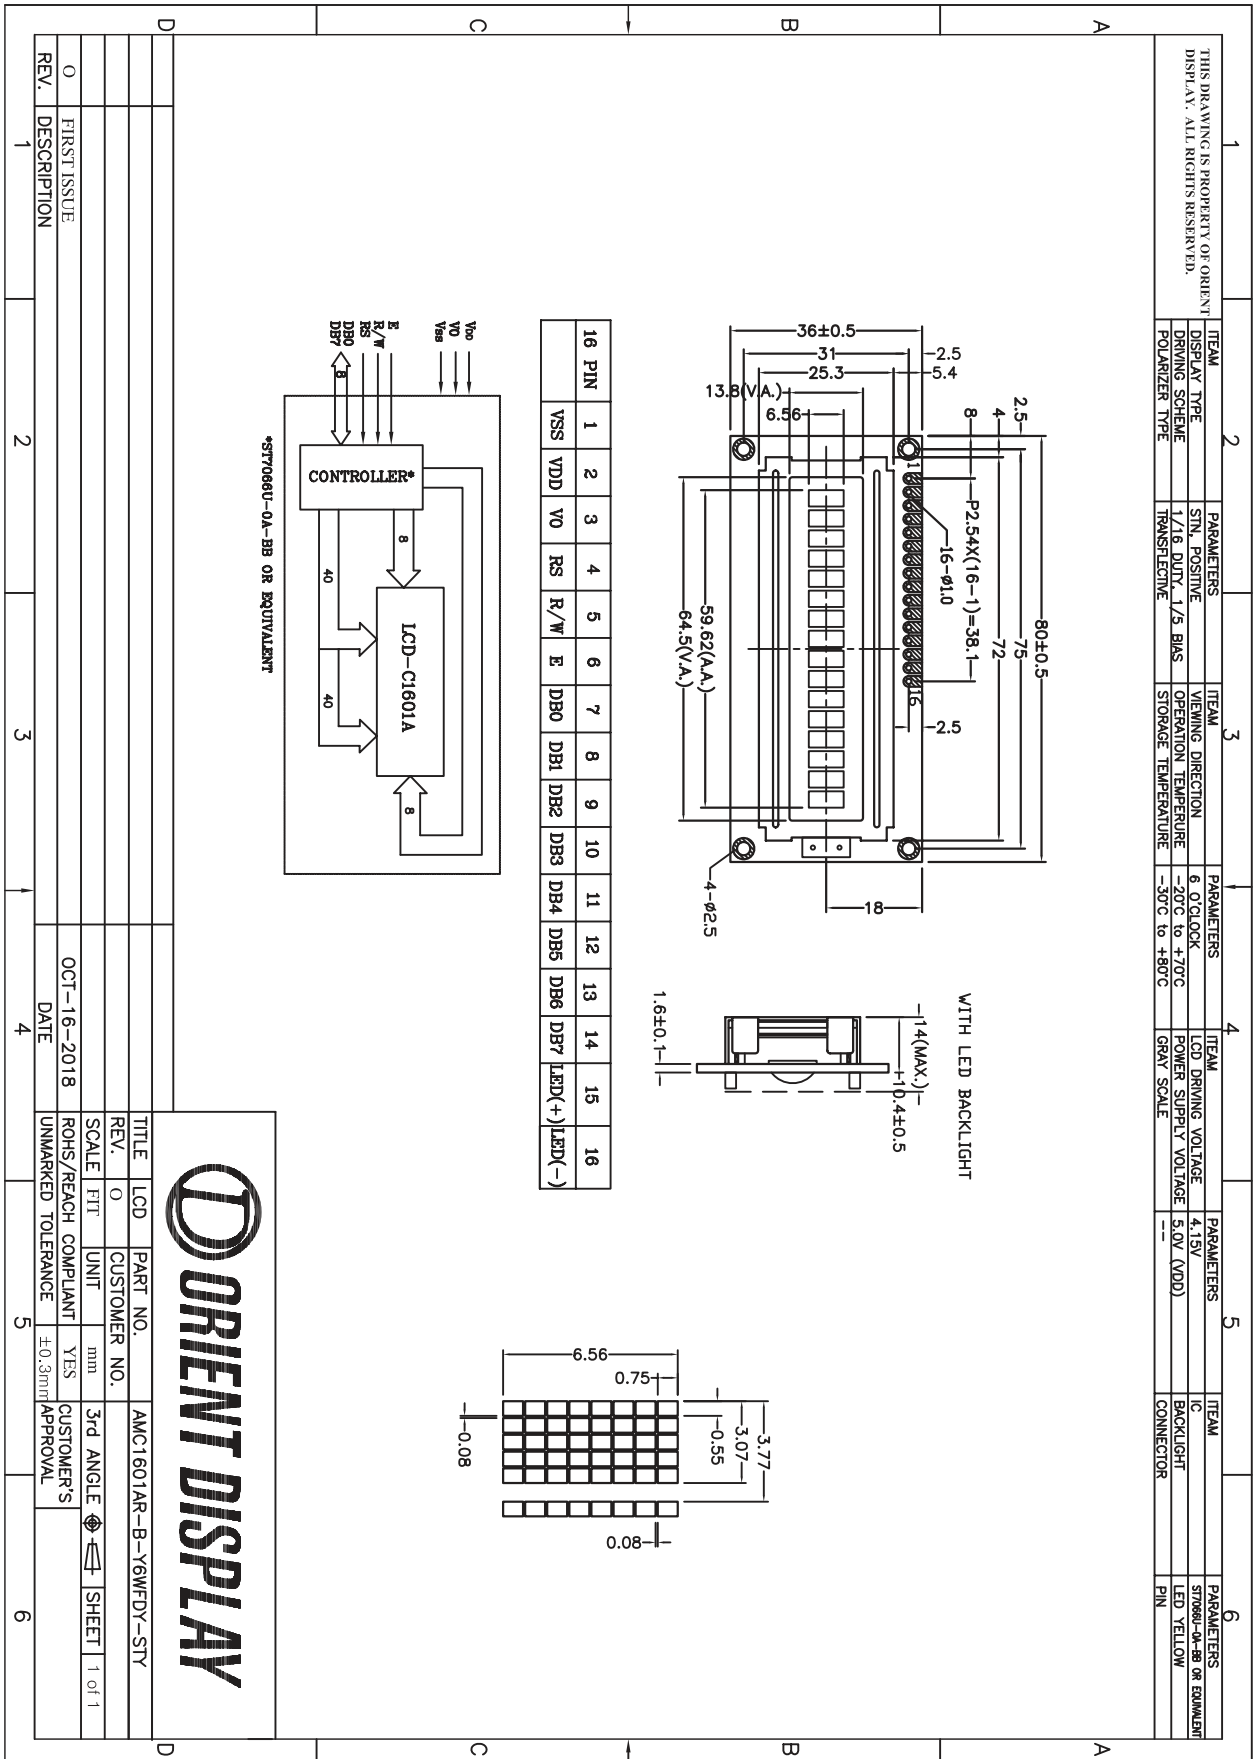 1
2
3
4
5
6
THIS DRAWING IS PROPERTY OF ORIENT
DISPLAY. ALL RIGHTS RESERVED.
ITEAM PARAMETERS ITEAM PARAMETERS ITEAM PARAMETERS ITEAM PARAMETERS
DISPLAY TYPE STN, POSITIVE VIEWING DIRECTION 6 O'CLOCK LCD DRIVING VOLTAGE 4.15V IC ST7066U-0A-BB OR EQUIVALENT
DRIVING SCHEME 1/16 DUTY, 1/5 BIAS OPERATION TEMPERURE -20°C to +70°C POWER SUPPLY VOLTAGE 5.0V (VDD) BACKLIGHT LED YELLOW
POLARIZER TYPE TRANSFLECTIVE STORAGE TEMPERATURE -30°C to +80°C GRAY SCALE -- CONNECTOR PIN
A
A
80±0.5
2.5
75
4
72
8
P2.54X(16-1)=38.1
16-ø1.0
1
16
2.5
2.5
5.4
36±0.5
31
25.3
13.8(V.A.)
6.56
59.62(A.A.)
64.5(V.A.)
18
4-ø2.5
WITH LED BACKLIGHT
14(MAX.)
10.4±0.5
1.6±0.1
B
B
3.77
3.07
0.55
0.75
6.56
0.08
0.08
16 PIN 1 2 3 4 5 6 7 8 9 10 11 12 13 14 15 16
VSS VDD V0 RS R/W E DB0 DB1 DB2 DB3 DB4 DB5 DB6 DB7 LED(+) LED(-)
C
C
VDD
V0
VSS
E
R/W
RS
DB0
DB7
8
CONTROLLER*
8
40
40
LCD-C1601A
8
*ST7066U-0A-BB OR EQUIVALENT
D
D
ORIENT DISPLAY
TITLE LCD PART NO. AMC1601AR-B-Y6WFDY-STY
REV. O CUSTOMER NO.
SCALE FIT UNIT mm 3rd ANGLE SHEET 1 of 1
O FIRST ISSUE OCT-16-2018 ROHS/REACH COMPLIANT YES CUSTOMER'S
REV. DESCRIPTION DATE UNMARKED TOLERANCE ±0.3mm APPROVAL
1
2
3
4
5
6